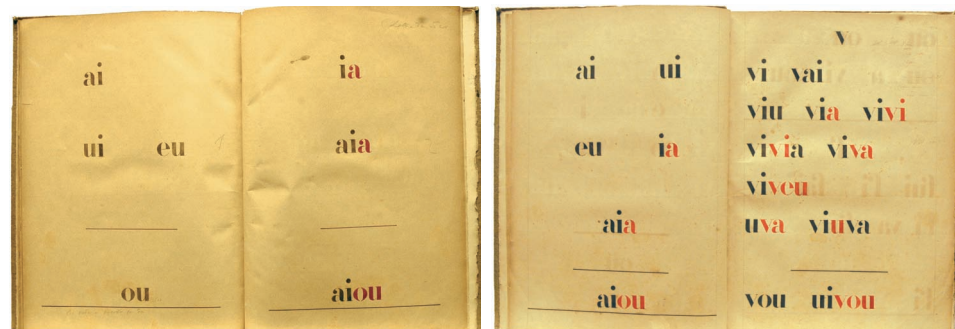 ai
ui eu
ou
ia
aia
aiou
ai ui
eu ia
aia
aiou
v
vi vai
viu via vivi
vivia viva
viveu
uva viuva
vou uivou